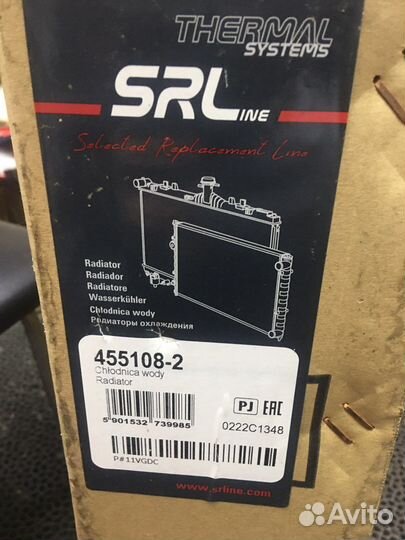 THERMAL
SYSTEMS
SRLINE
Selected Replacement Line
Radiator
Radiador
Radiatore
Wasserkühler
Chłodnica wody
Радиаторы охлаждения
455108-2
Chłodnica wody
Radiator
5 901532 739985
PJ EAC
0222C1348
P#11VGDC
www.srline.com
Avito